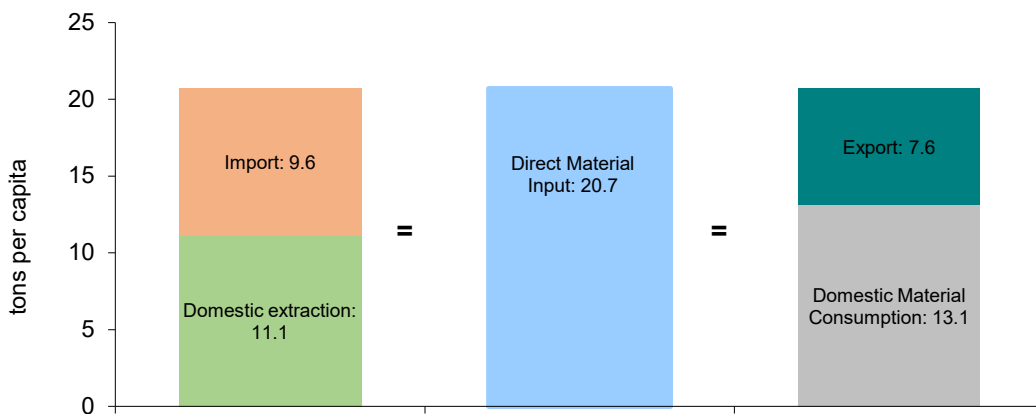 25
20
15
10
5
0
tons per capita
Import: 9.6
Domestic extraction:
11.1
=
Direct Material
Input: 20.7
=
Export: 7.6
Domestic Material
Consumption: 13.1